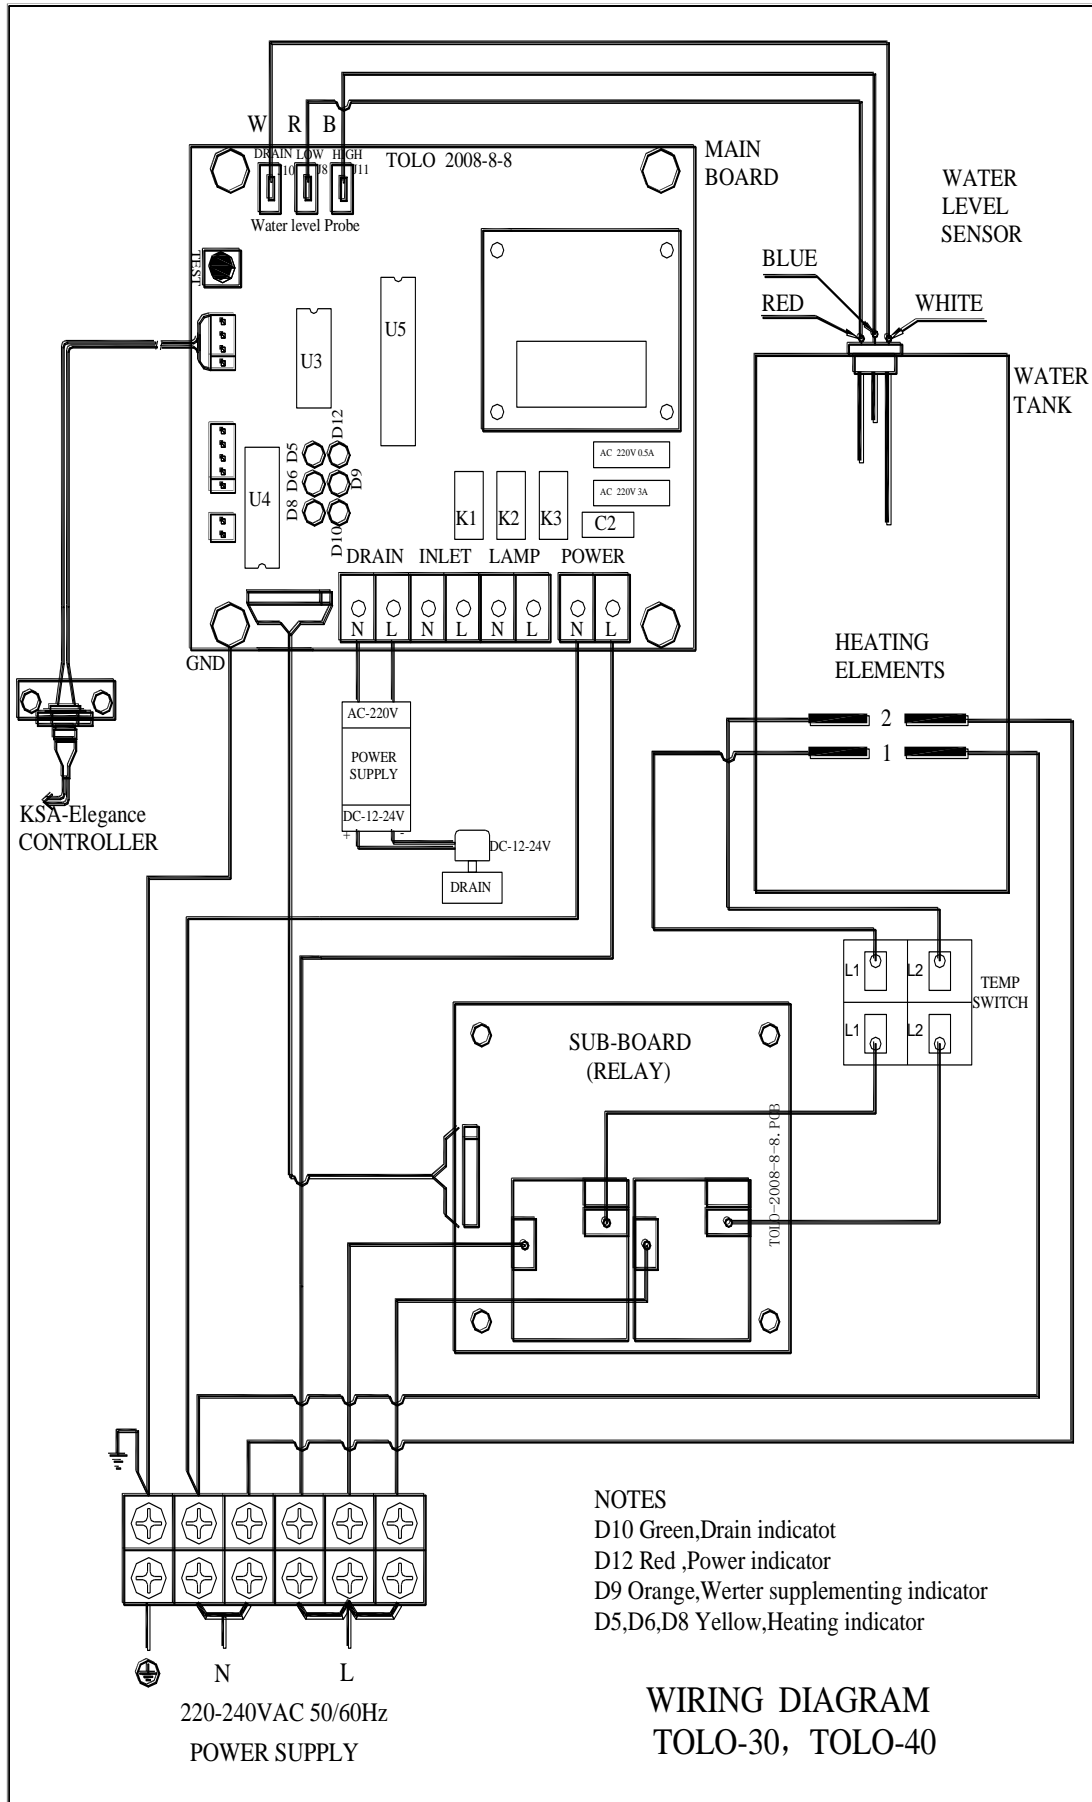 W R B
DRAIN LOW HIGH
J10 J8 J11
Water level Probe
TOLO 2008-8-8
MAIN
BOARD
WATER
LEVEL
SENSOR
BLUE
RED
WHITE
TEST
U3
U5
WATER
TANK
D12
D5
D6
D9
D8
D10
U4
AC 220V 0.5A
AC 220V 3A
K1 K2 K3 C2
DRAIN INLET LAMP POWER
N L N L N L N L
GND
HEATING
ELEMENTS
2
1
AC-220V
POWER
SUPPLY
DC-12-24V
+ -
DC-12-24V
DRAIN
KSA-Elegance
CONTROLLER
L1 L2
TEMP
SWITCH
L1 L2
SUB-BOARD
(RELAY)
TOLO-2008-8-8.PCB
NOTES
D10 Green,Drain indicatot
D12 Red ,Power indicator
D9 Orange,Werter supplementing indicator
D5,D6,D8 Yellow,Heating indicator
N L
220-240VAC 50/60Hz
POWER SUPPLY
WIRING DIAGRAM
TOLO-30, TOLO-40